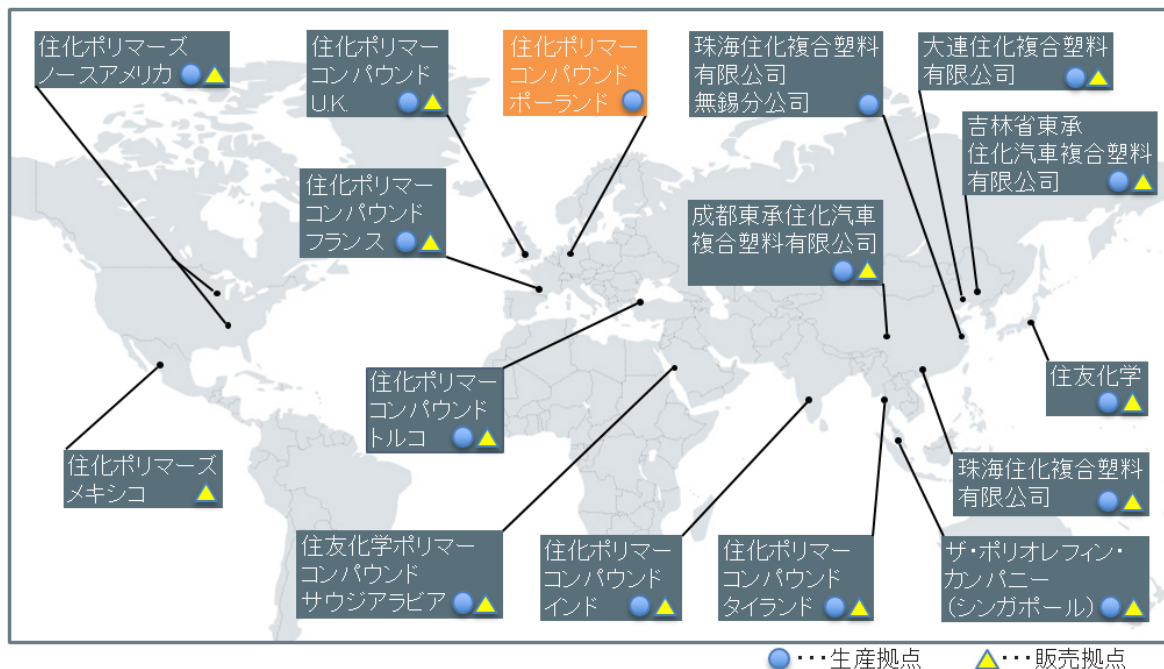 住化ポリマーズ
ノースアメリカ
住化ポリマー
コンパウンド
U.K.
住化ポリマー
コンパウンド
ポーランド
珠海住化複合塑料
有限公司
無錫分公司
大連住化複合塑料
有限公司
吉林省東承
住化汽車複合塑料
有限公司
住化ポリマー
コンパウンド
フランス
成都東承住化汽車
複合塑料有限公司
住化ポリマー
コンパウンド
トルコ
住友化学
住化ポリマーズ
メキシコ
珠海住化複合塑料
有限公司
住友化学ポリマー
コンパウンド
サウジアラビア
住化ポリマー
コンパウンド
インド
住化ポリマー
コンパウンド
タイランド
ザ・ポリオレフィン・
カンパニー
(シンガポール)
・・・生産拠点
・・・販売拠点